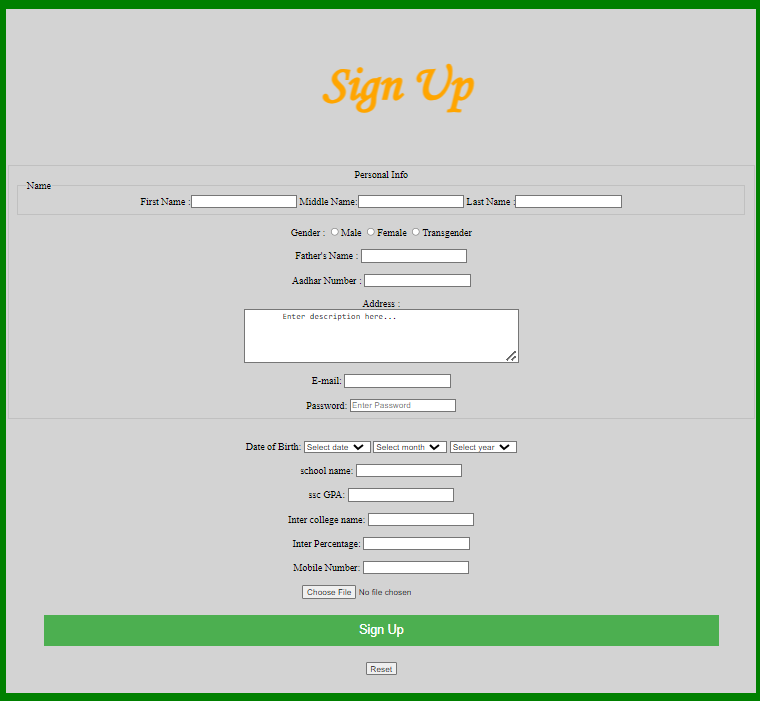 Sign Up
Personal Info
Name
First Name : Middle Name: Last Name :
Gender : Male Female Transgender
Father's Name :
Aadhar Number :
Address :
Enter description here...
E-mail:
Password: Enter Password
Date of Birth: Select date Select month Select year
school name:
ssc GPA:
Inter college name:
Inter Percentage:
Mobile Number:
Choose File No file chosen
Sign Up
Reset